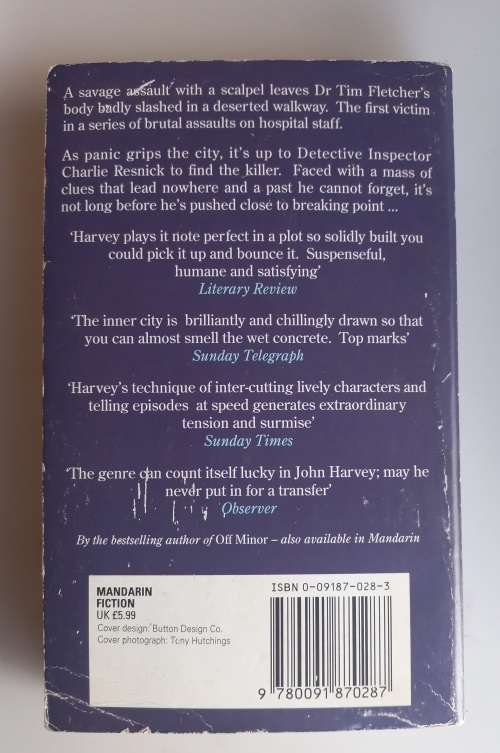 A savage assault with a scalpel leaves Dr Tim Fletcher's
body badly slashed in a deserted walkway. The first victim
in a series of brutal assaults on hospital staff.
As panic grips the city, it's up to Detective Inspector
Charlie Resnick to find the killer. Faced with a mass of
clues that lead nowhere and a past he cannot forget, it's
not long before he's pushed close to breaking point ...
'Harvey plays it note perfect in a plot so solidly built you
could pick it up and bounce it. Suspenseful,
humane and satisfying'
Literary Review
'The inner city is brilliantly and chillingly drawn so that
you can almost smell the wet concrete. Top marks'
Sunday Telegraph
'Harvey's technique of inter-cutting lively characters and
telling episodes at speed generates extraordinary
tension and surmise'
Sunday Times
'The genre can count itself lucky in John Harvey; may he
never put in for a transfer'
Observer
By the bestselling author of Off Minor – also available in Mandarin
MANDARIN
FICTION
UK £5.99
Cover design: Button Design Co.
Cover photograph: Tony Hutchings
ISBN 0-09187-028-3
9 780091 870287